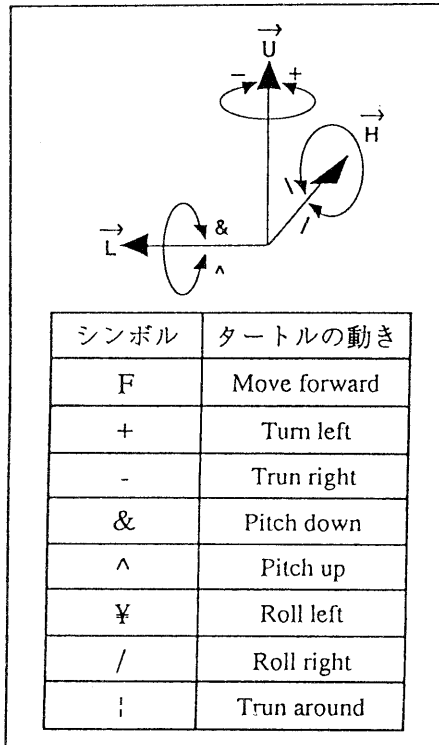 U
- +
H
\
/
&
L
^
シンボル タートルの動き
F Move forward
+ Turn left
- Trun right
& Pitch down
^ Pitch up
¥ Roll left
/ Roll right
¦ Trun around